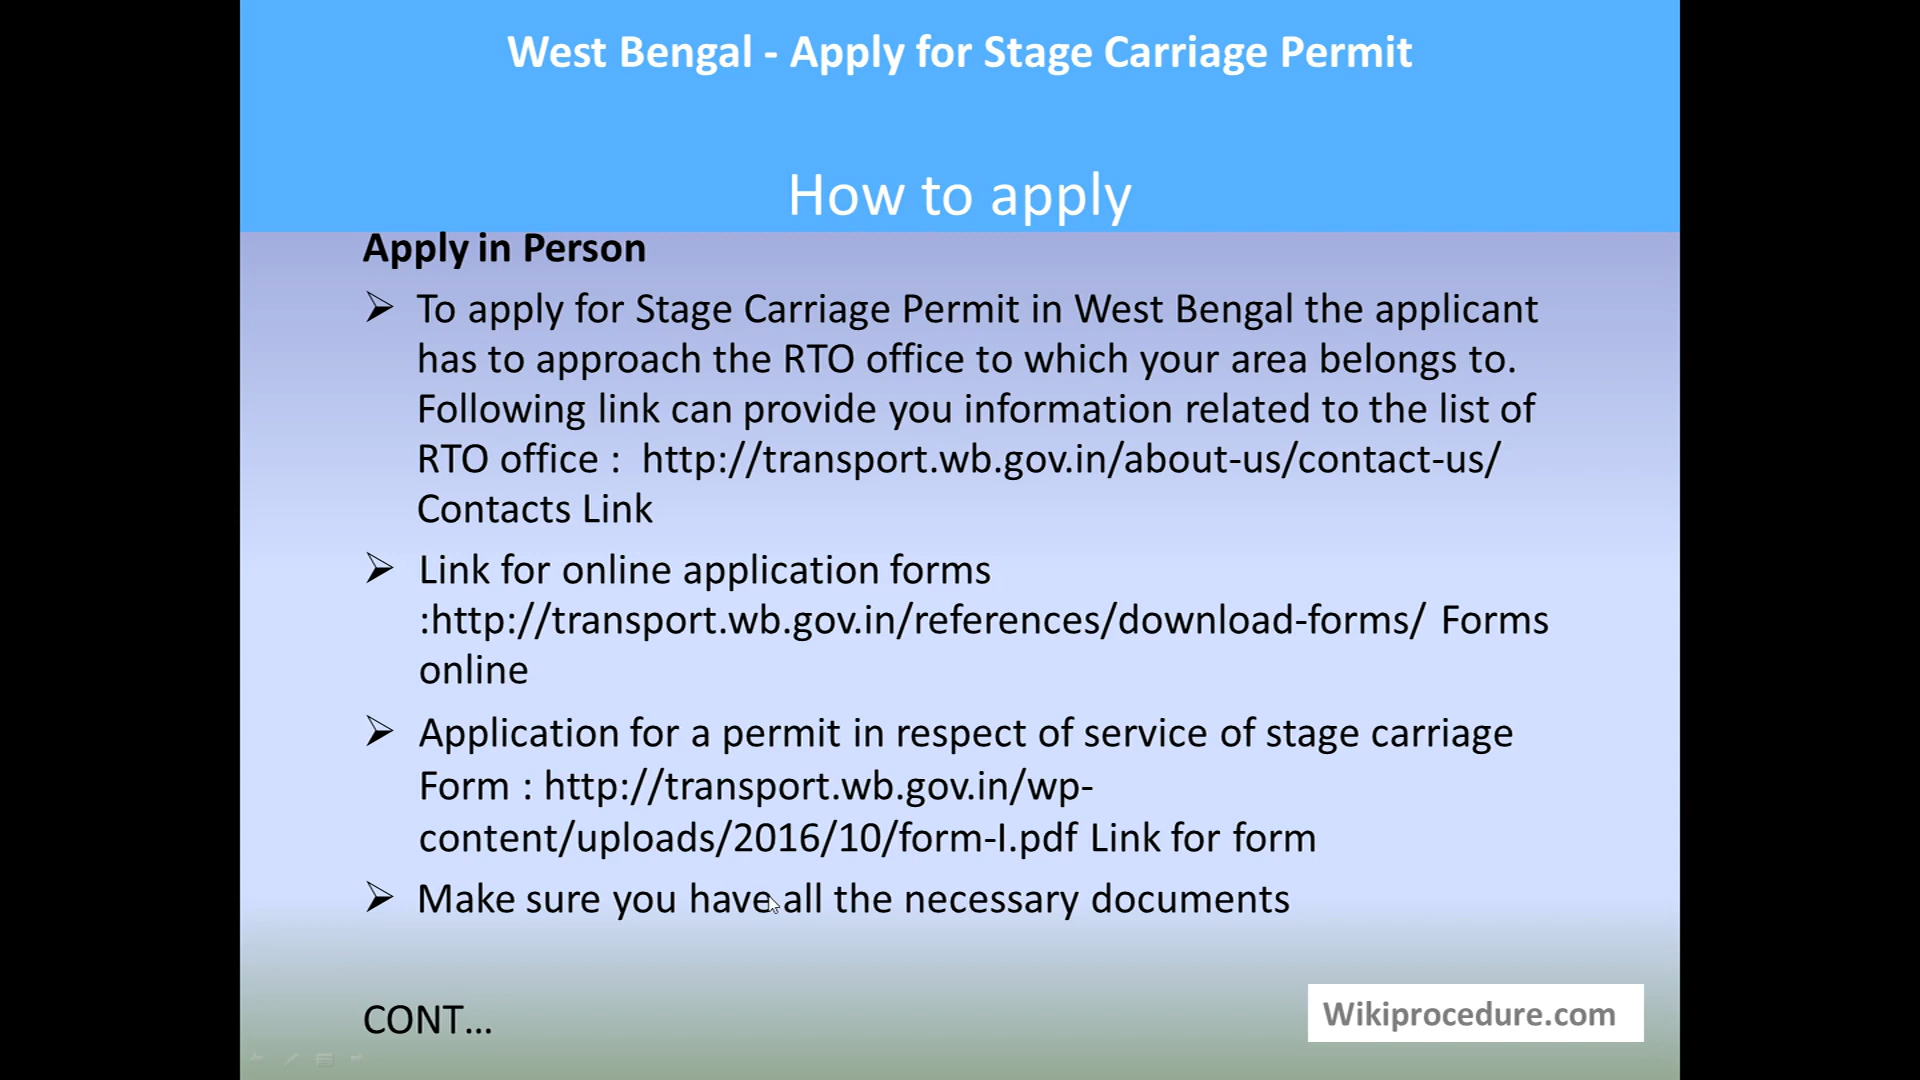 West Bengal - Apply for Stage Carriage Permit
How to apply
Apply in Person
➢ To apply for Stage Carriage Permit in West Bengal the applicant
has to approach the RTO office to which your area belongs to.
Following link can provide you information related to the list of
RTO office :  http://transport.wb.gov.in/about-us/contact-us/
Contacts Link
➢ Link for online application forms
:http://transport.wb.gov.in/references/download-forms/ Forms
online
➢ Application for a permit in respect of service of stage carriage
Form : http://transport.wb.gov.in/wp-
content/uploads/2016/10/form-I.pdf Link for form
➢ Make sure you have all the necessary documents
CONT…
Wikiprocedure.com